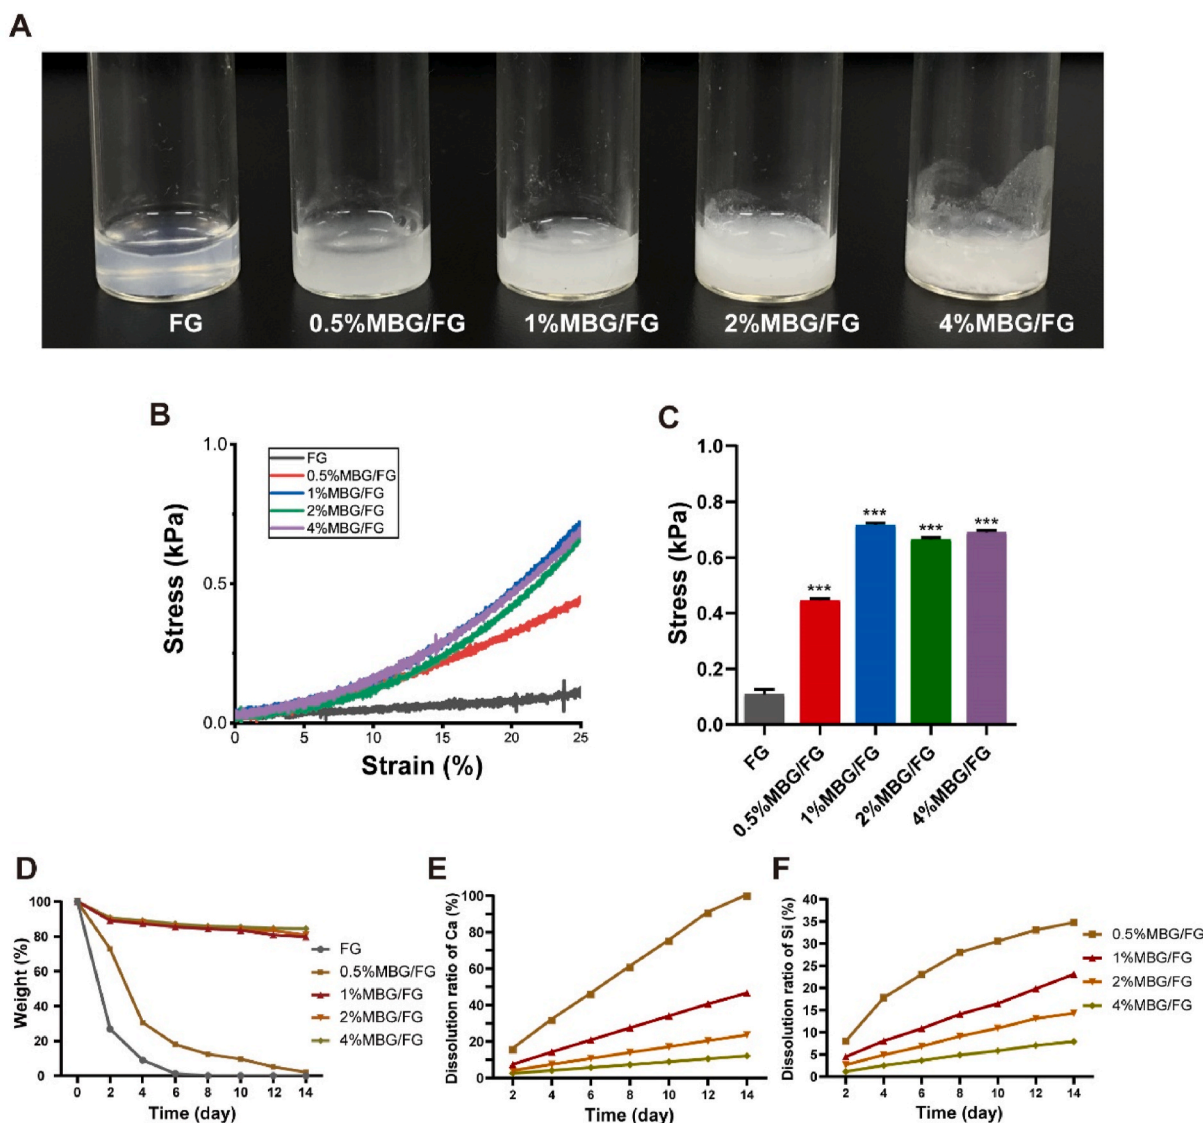 A
FG
0.5%MBG/FG
1%MBG/FG
2%MBG/FG
4%MBG/FG
B
Stress (kPa)
1.0
0.5
0.0
FG
0.5%MBG/FG
1%MBG/FG
2%MBG/FG
4%MBG/FG
0 5 10 15 20 25
Strain (%)
C
Stress (kPa)
1.0
0.8
0.6
0.4
0.2
0.0
***
***
***
***
FG
0.5%MBG/FG
1%MBG/FG
2%MBG/FG
4%MBG/FG
D
Weight (%)
100
80
60
40
20
0
0 2 4 6 8 10 12 14
Time (day)
FG
0.5%MBG/FG
1%MBG/FG
2%MBG/FG
4%MBG/FG
E
Dissolution ratio of Ca (%)
100
80
60
40
20
0
2 4 6 8 10 12 14
Time (day)
F
Dissolution ratio of Si (%)
40
35
30
25
20
15
10
5
0
2 4 6 8 10 12 14
Time (day)
0.5%MBG/FG
1%MBG/FG
2%MBG/FG
4%MBG/FG